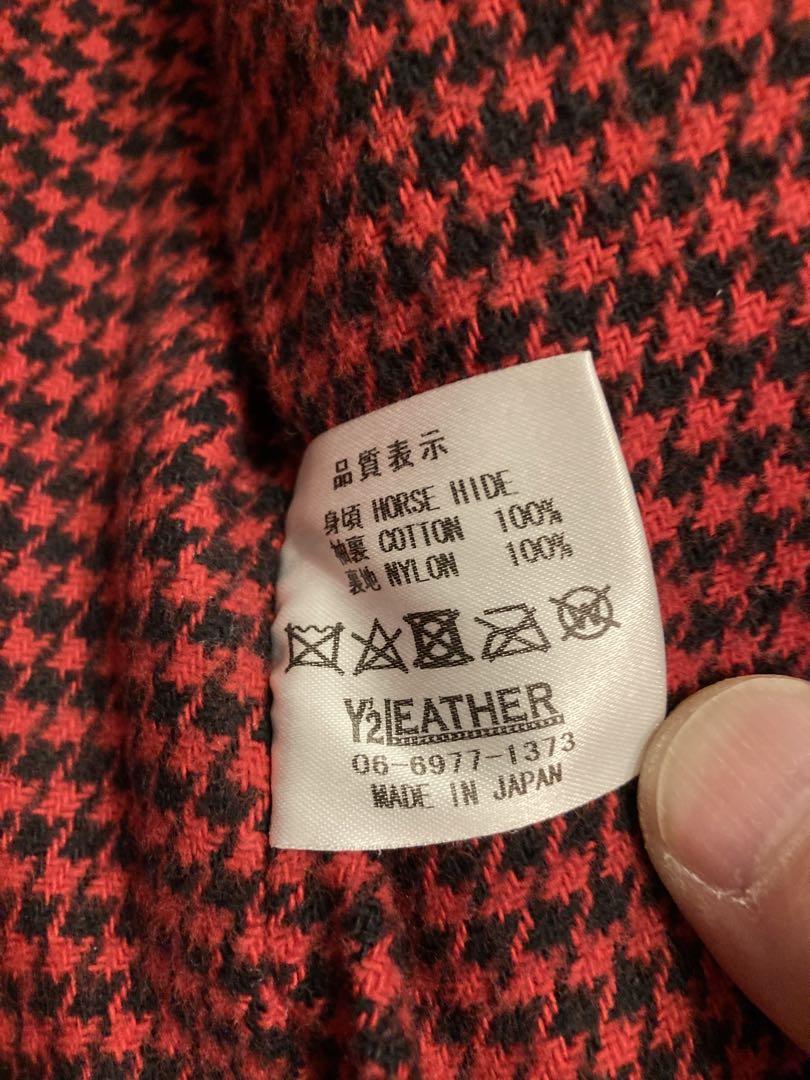 品質表示
身頃 HORSE HIDE
袖裏 COTTON 100%
裏地 NYLON 100%
W
Y'2 LEATHER
06-6977-1373
MADE IN JAPAN